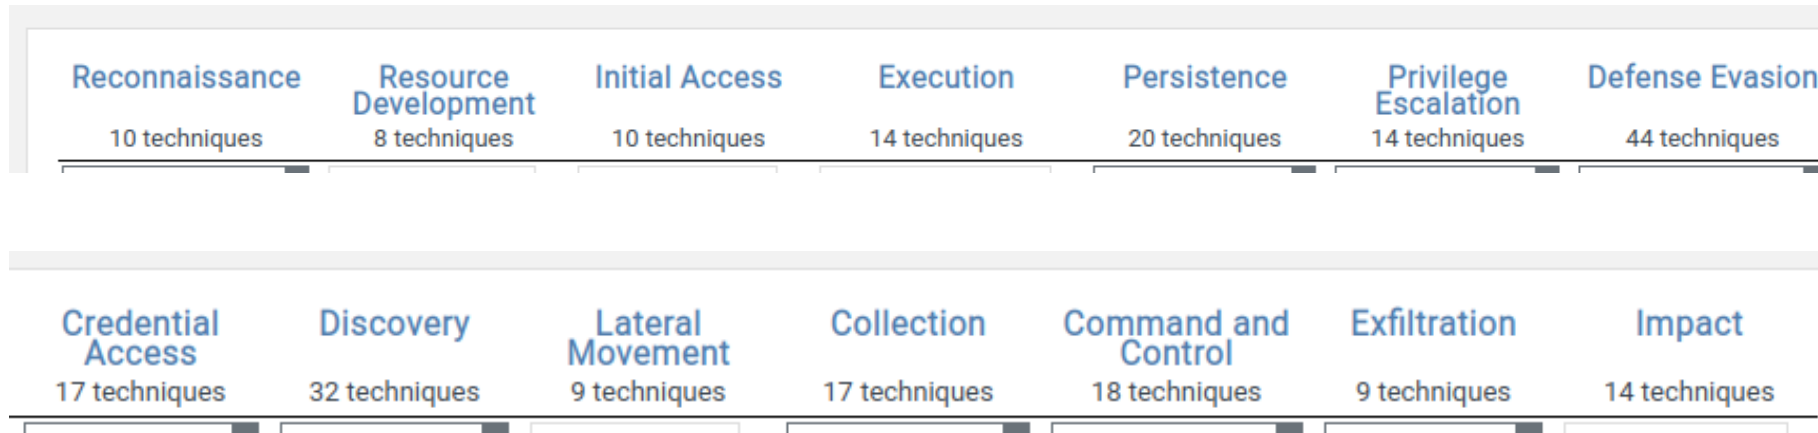 Reconnaissance
Resource
Development
Initial Access
Execution
Persistence
Privilege
Escalation
Defense Evasion
10 techniques
8 techniques
10 techniques
14 techniques
20 techniques
14 techniques
44 techniques
Credential
Access
Discovery
Lateral
Movement
Collection
Command and
Control
Exfiltration
Impact
17 techniques
32 techniques
9 techniques
17 techniques
18 techniques
9 techniques
14 techniques